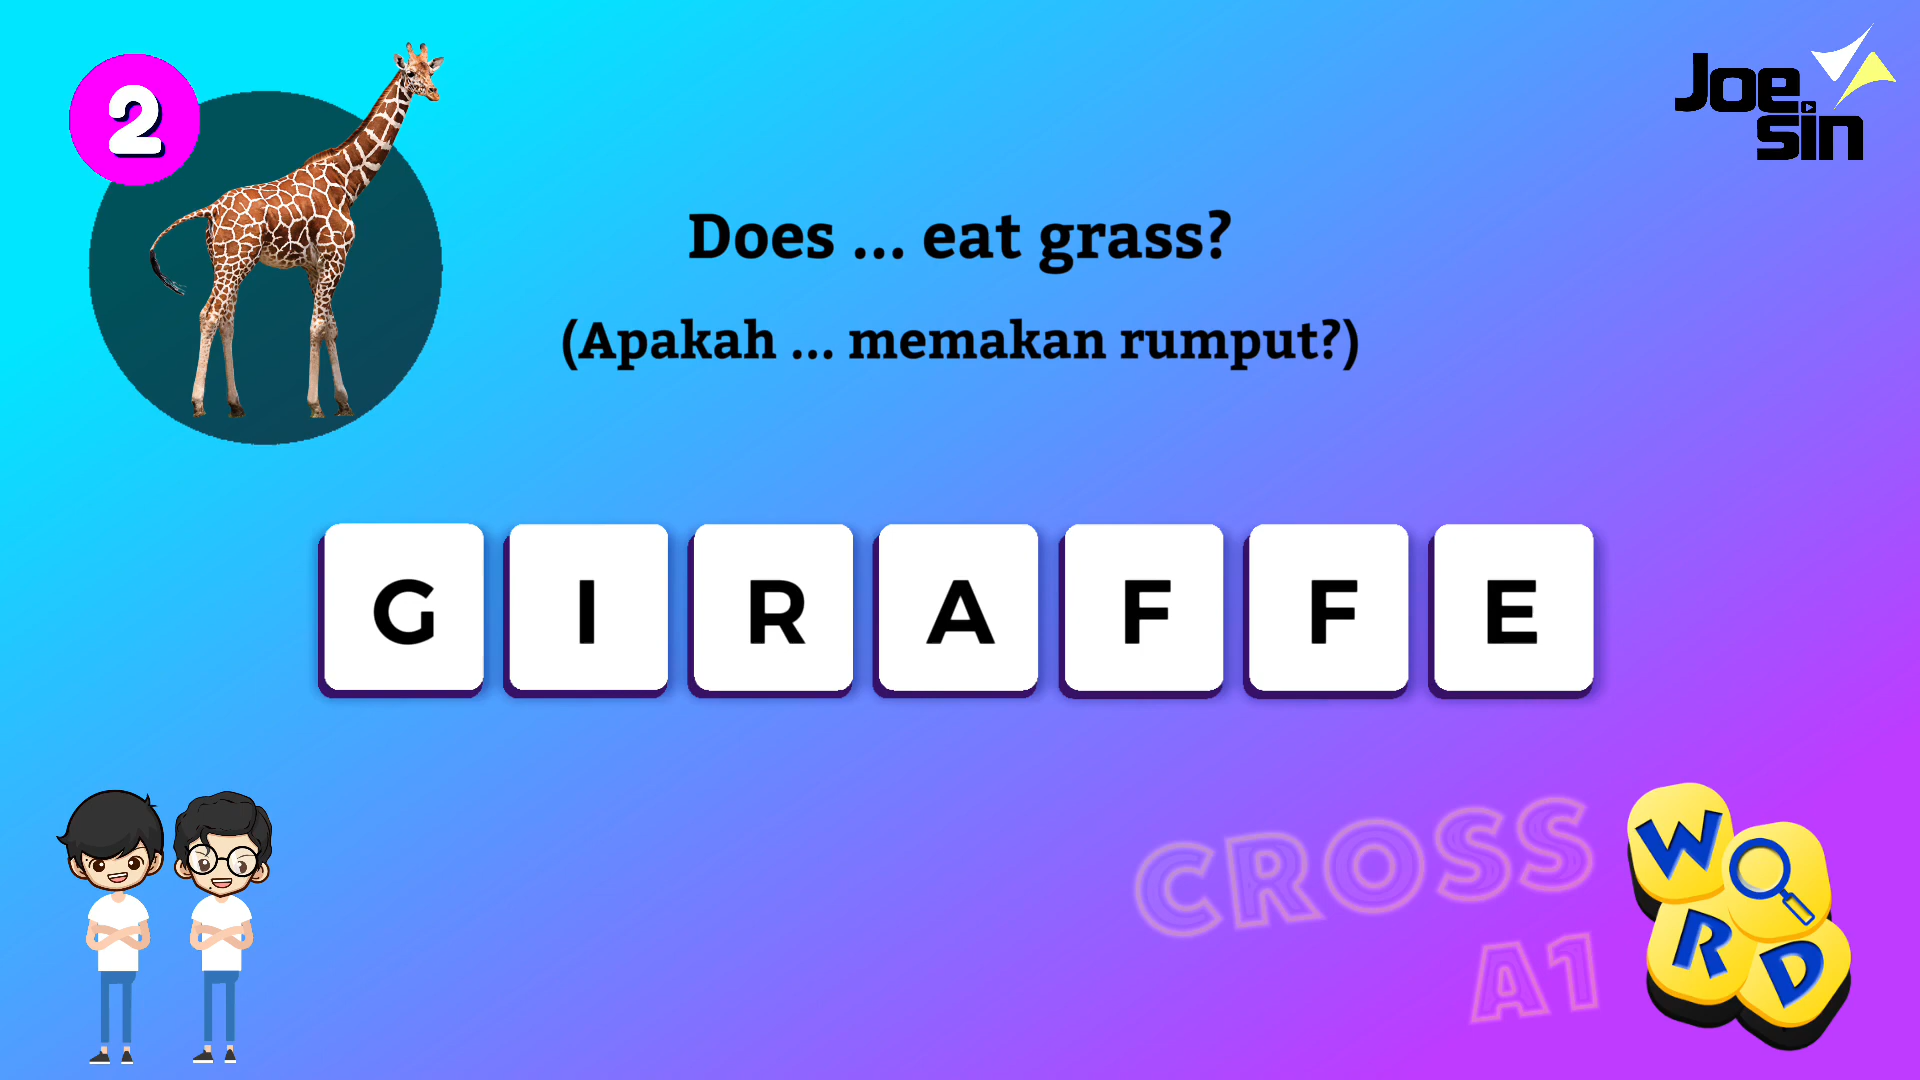 2
Joe
sin
Does ... eat grass?
(Apakah ... memakan rumput?)
G I R A F F E
CROSS
A1
W
R D